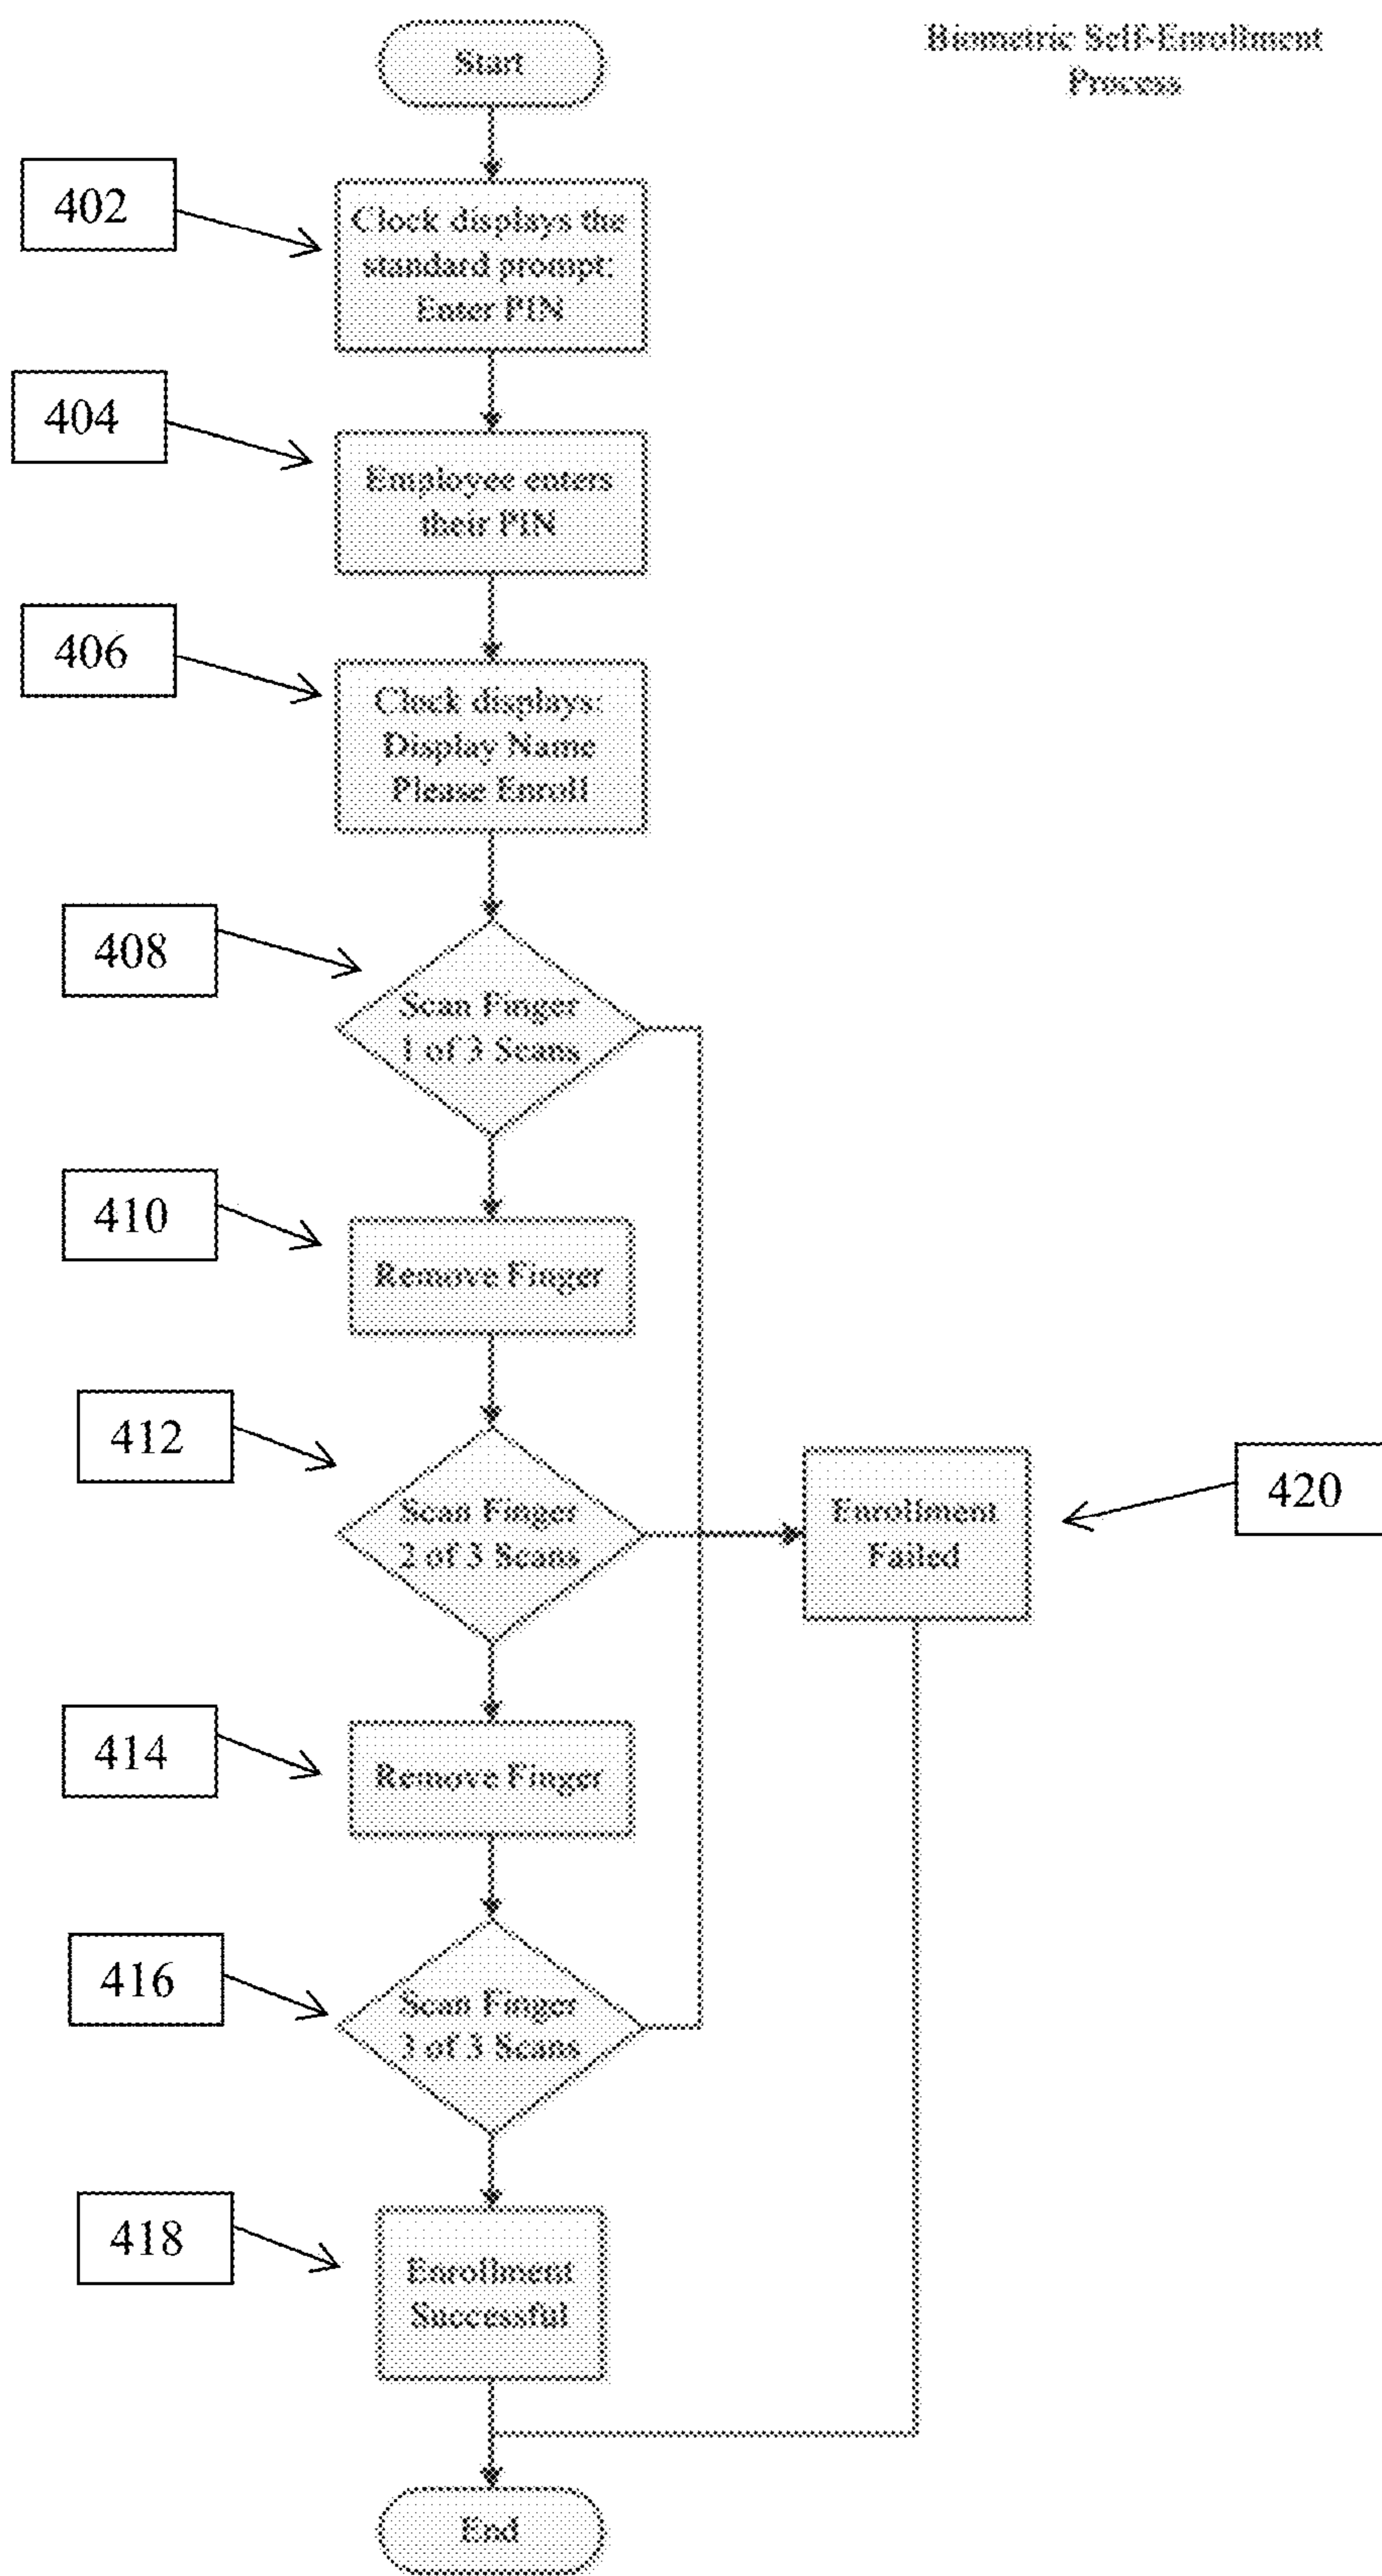 Biometric Self-Enrollment
Process
Start
402
Clock displays the
standard prompt:
Enter PIN
404
Employee enters
their PIN
406
Clock displays:
Display Name
Please Enroll
408
Scan Finger
1 of 3 Scans
410
Remove Finger
412
Scan Finger
2 of 3 Scans
Enrollment
Failed
420
414
Remove Finger
416
Scan Finger
3 of 3 Scans
418
Enrollment
Successful
End